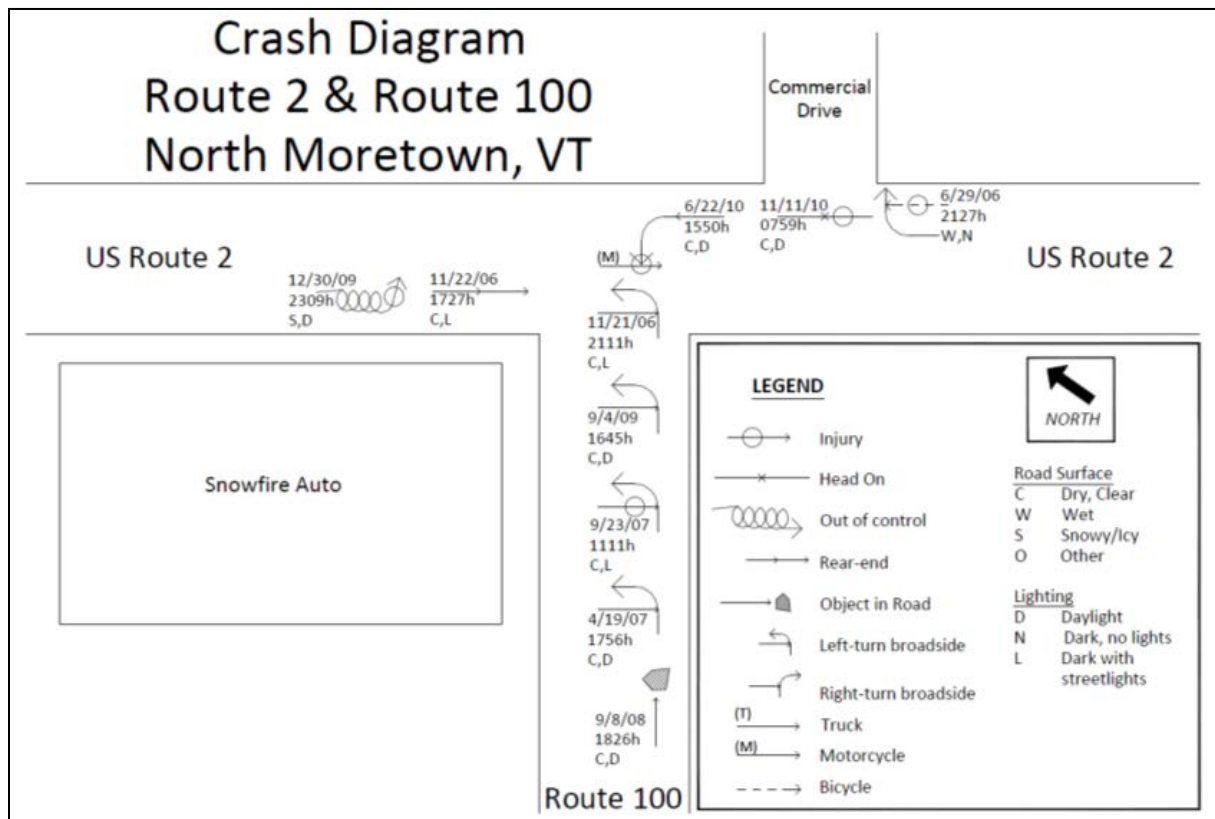 Crash Diagram
Route 2 & Route 100
North Moretown, VT
Commercial
Drive
6/22/10
1550h
C,D
11/11/10
0759h
C,D
6/29/06
2127h
W,N
US Route 2
(M)
US Route 2
12/30/09
2309h
S,D
11/22/06
1727h
C,L
11/21/06
2111h
C,L
9/4/09
1645h
C,D
9/23/07
1111h
C,L
4/19/07
1756h
C,D
9/8/08
1826h
C,D
Route 100
Snowfire Auto
LEGEND
Injury
Head On
Out of control
Rear-end
Object in Road
Left-turn broadside
Right-turn broadside
(T)
Truck
(M)
Motorcycle
Bicycle
NORTH
Road Surface
C Dry, Clear
W Wet
S Snowy/Icy
O Other
Lighting
D Daylight
N Dark, no lights
L Dark with
streetlights